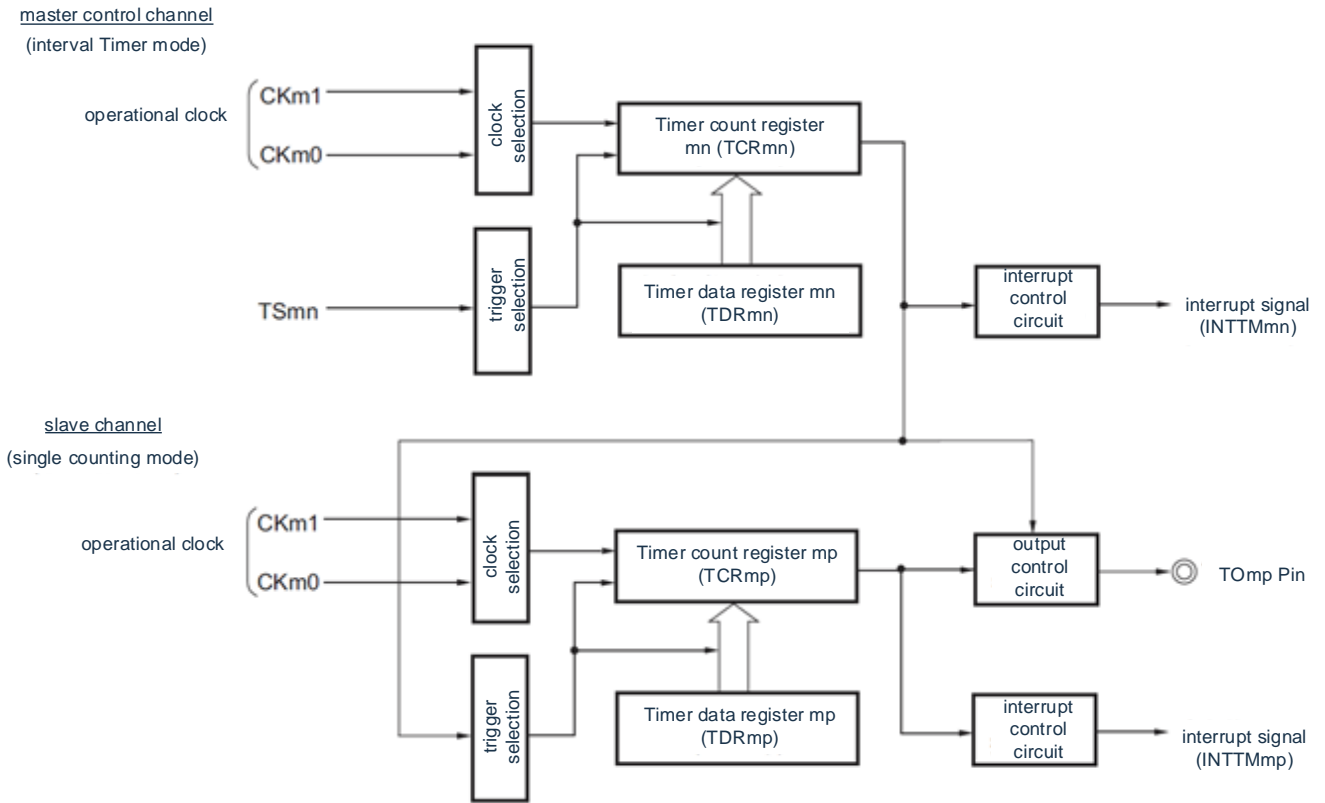 master control channel
(interval Timer mode)
operational clock
CKm1
CKm0
clock
selection
Timer count register
mn (TCRmn)
TSmn
trigger
selection
Timer data register mn
(TDRmn)
interrupt
control
circuit
interrupt signal
(INTTMmn)
slave channel
(single counting mode)
operational clock
CKm1
CKm0
clock
selection
Timer count register mp
(TCRmp)
output
control
circuit
TOmp Pin
trigger
selection
Timer data register mp
(TDRmp)
interrupt
control
circuit
interrupt signal
(INTTMmp)